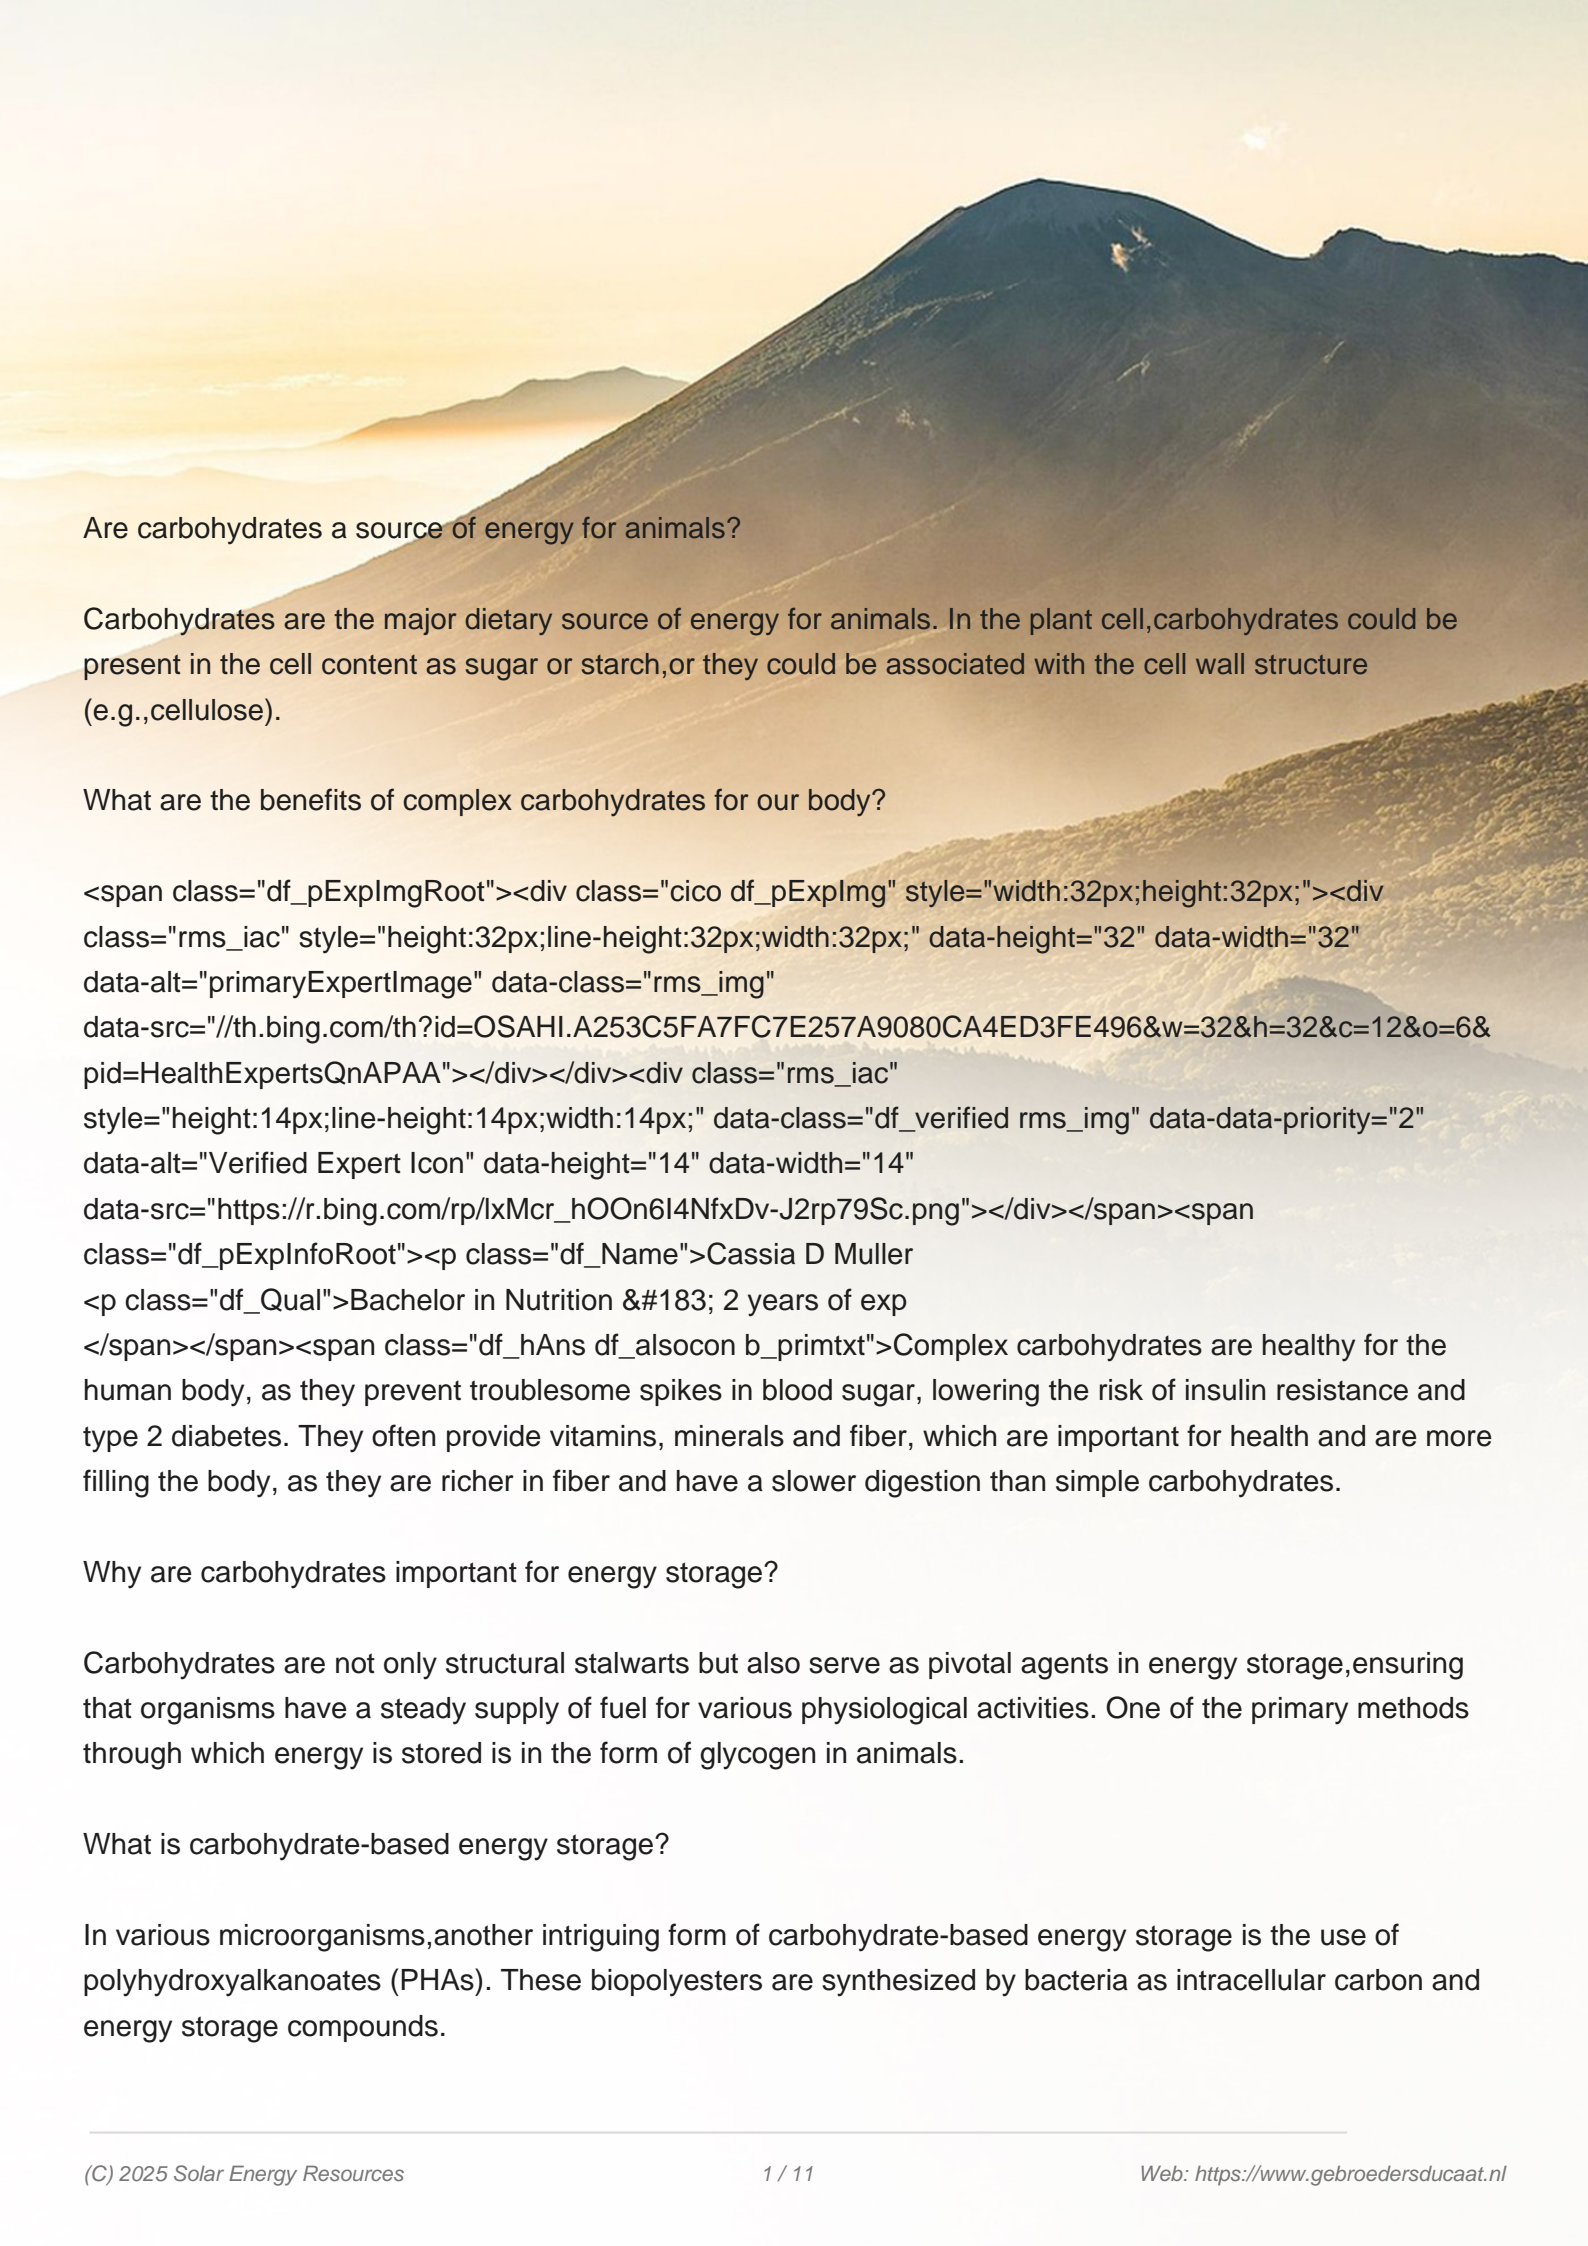 Are carbohydrates a source of energy for animals?
Carbohydrates are the major dietary source of energy for animals. In the plant cell,carbohydrates could be
present in the cell content as sugar or starch,or they could be associated with the cell wall structure
(e.g.,cellulose).
What are the benefits of complex carbohydrates for our body?
<span class="df_pExpImgRoot"><div class="cico df_pExpImg" style="width:32px;height:32px;"><div
class="rms_iac" style="height:32px;line-height:32px;width:32px;" data-height="32" data-width="32"
data-alt="primaryExpertImage" data-class="rms_img"
data-src="//th.bing.com/th?id=OSAHI.A253C5FA7FC7E257A9080CA4ED3FE496&w=32&h=32&c=12&o=6&
pid=HealthExpertsQnAPAA"></div></div><div class="rms_iac"
style="height:14px;line-height:14px;width:14px;" data-class="df_verified rms_img" data-data-priority="2"
data-alt="Verified Expert Icon" data-height="14" data-width="14"
data-src="https://r.bing.com/rp/lxMcr_hOOn6I4NfxDv-J2rp79Sc.png"></div></span><span
class="df_pExpInfoRoot"><p class="df_Name">Cassia D Muller
<p class="df_Qual">Bachelor in Nutrition &#183; 2 years of exp
</span></span><span class="df_hAns df_alsocon b_primtxt">Complex carbohydrates are healthy for the
human body, as they prevent troublesome spikes in blood sugar, lowering the risk of insulin resistance and
type 2 diabetes. They often provide vitamins, minerals and fiber, which are important for health and are more
filling the body, as they are richer in fiber and have a slower digestion than simple carbohydrates.
Why are carbohydrates important for energy storage?
Carbohydrates are not only structural stalwarts but also serve as pivotal agents in energy storage,ensuring
that organisms have a steady supply of fuel for various physiological activities. One of the primary methods
through which energy is stored is in the form of glycogen in animals.
What is carbohydrate-based energy storage?
In various microorganisms,another intriguing form of carbohydrate-based energy storage is the use of
polyhydroxyalkanoates (PHAs). These biopolyesters are synthesized by bacteria as intracellular carbon and
energy storage compounds.
(C) 2025 Solar Energy Resources
1 / 11
Web: https://www.gebroedersducaat.nl